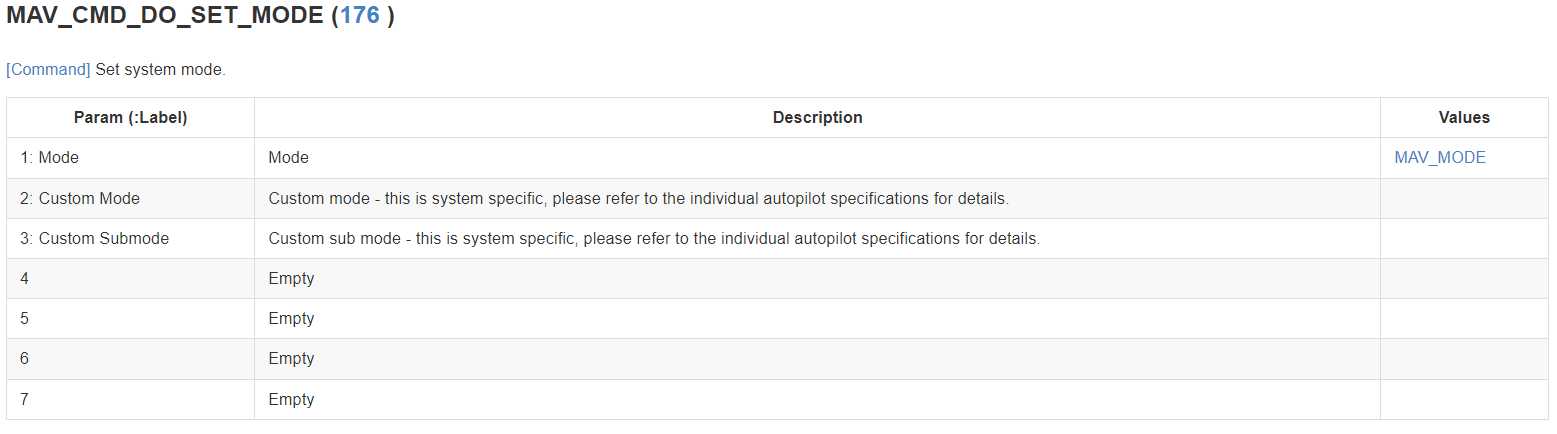 MAV_CMD_DO_SET_MODE (176 )
[Command] Set system mode.
Param (:Label) Description Values
1: Mode Mode MAV_MODE
2: Custom Mode Custom mode - this is system specific, please refer to the individual autopilot specifications for details.
3: Custom Submode Custom sub mode - this is system specific, please refer to the individual autopilot specifications for details.
4 Empty
5 Empty
6 Empty
7 Empty